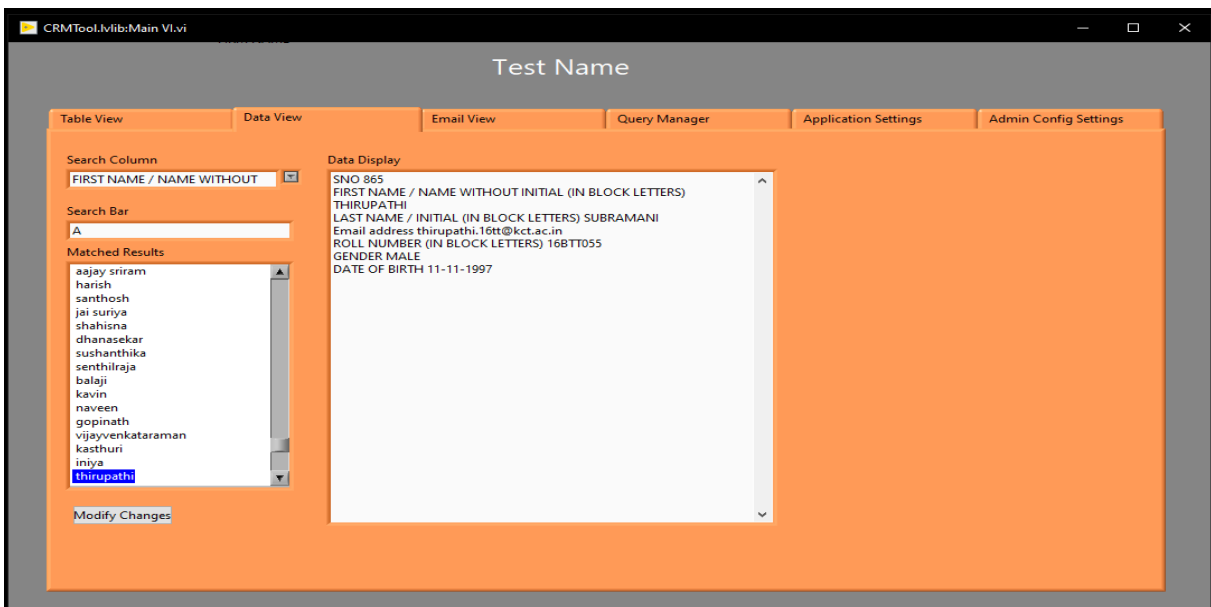 CRMTool.lvlib:Main VI.vi
Test Name
Table View
Data View
Email View
Query Manager
Application Settings
Admin Config Settings
Search Column
FIRST NAME / NAME WITHOUT
Search Bar
A
Matched Results
aajay sriram
harish
santhosh
jai suriya
shahisna
dhanasekar
sushanthika
senthilraja
balaji
kavin
naveen
gopinath
vijayvenkataraman
kasthuri
iniya
thirupathi
Modify Changes
Data Display
SNO 865
FIRST NAME / NAME WITHOUT INITIAL (IN BLOCK LETTERS)
THIRUPATHI
LAST NAME / INITIAL (IN BLOCK LETTERS) SUBRAMANI
Email address thirupathi.16tt@kct.ac.in
ROLL NUMBER (IN BLOCK LETTERS) 16BTT055
GENDER MALE
DATE OF BIRTH 11-11-1997